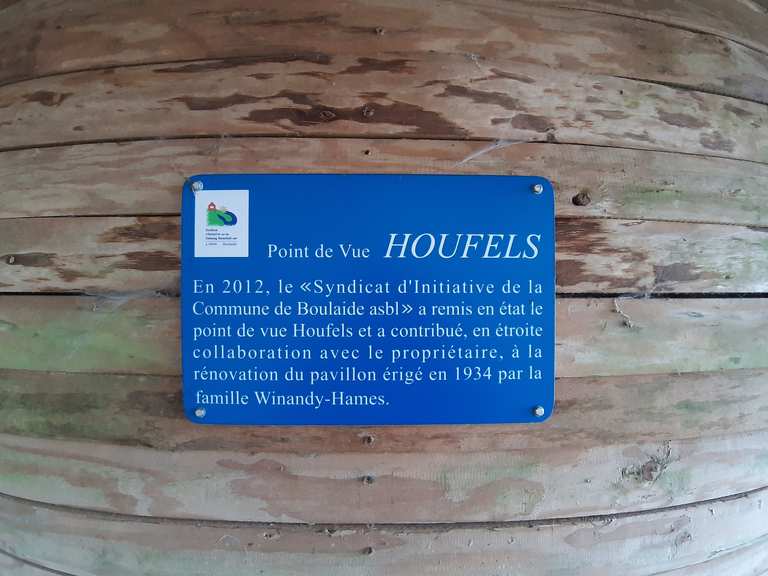 Point de Vue HOUFELS
En 2012, le «Syndicat d'Initiative de la
Commune de Boulaide asbl» a remis en état le
point de vue Houfels et a contribué, en étroite
collaboration avec le propriétaire, à la
rénovation du pavillon érigé en 1934 par la
famille Winandy-Hames.